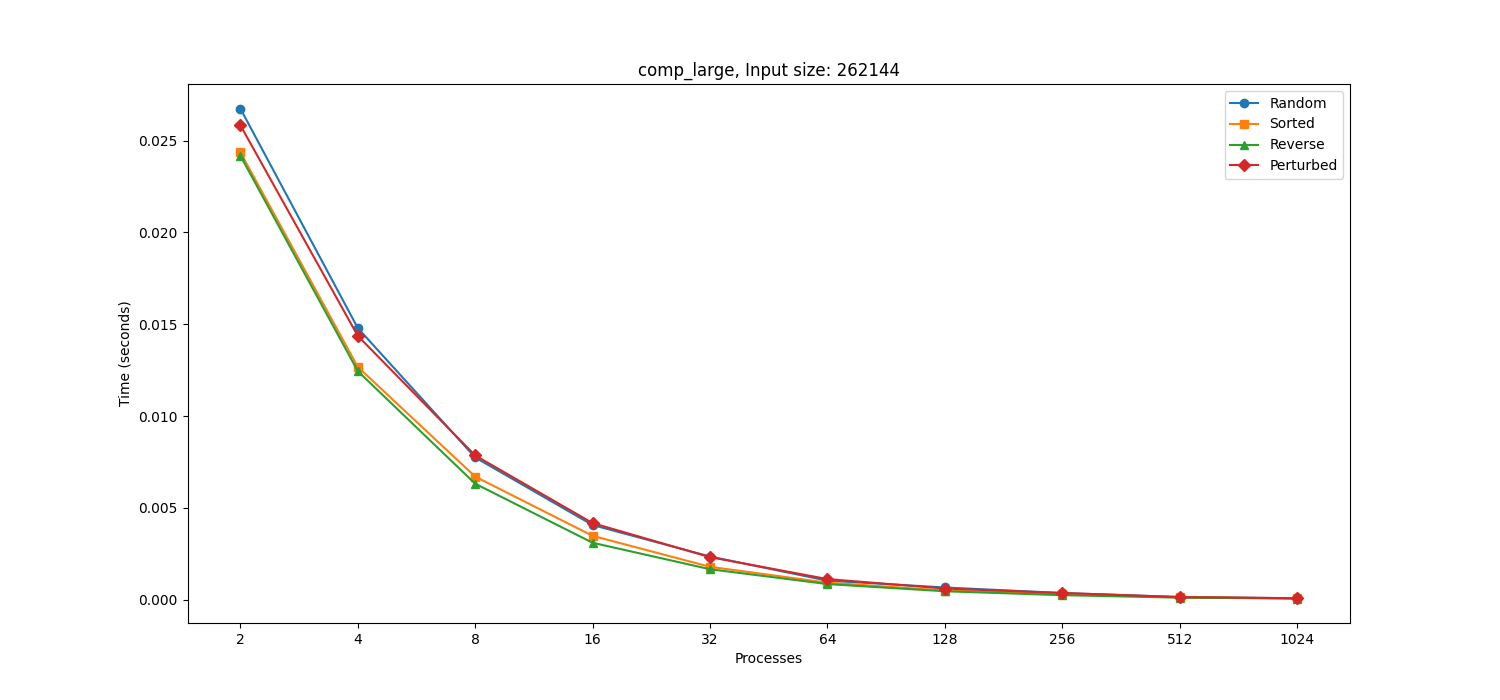 comp_large, Input size: 262144
Random
Sorted
Reverse
Perturbed
Time (seconds)
0.025
0.020
0.015
0.010
0.005
0.000
2 4 8 16 32 64 128 256 512 1024
Processes